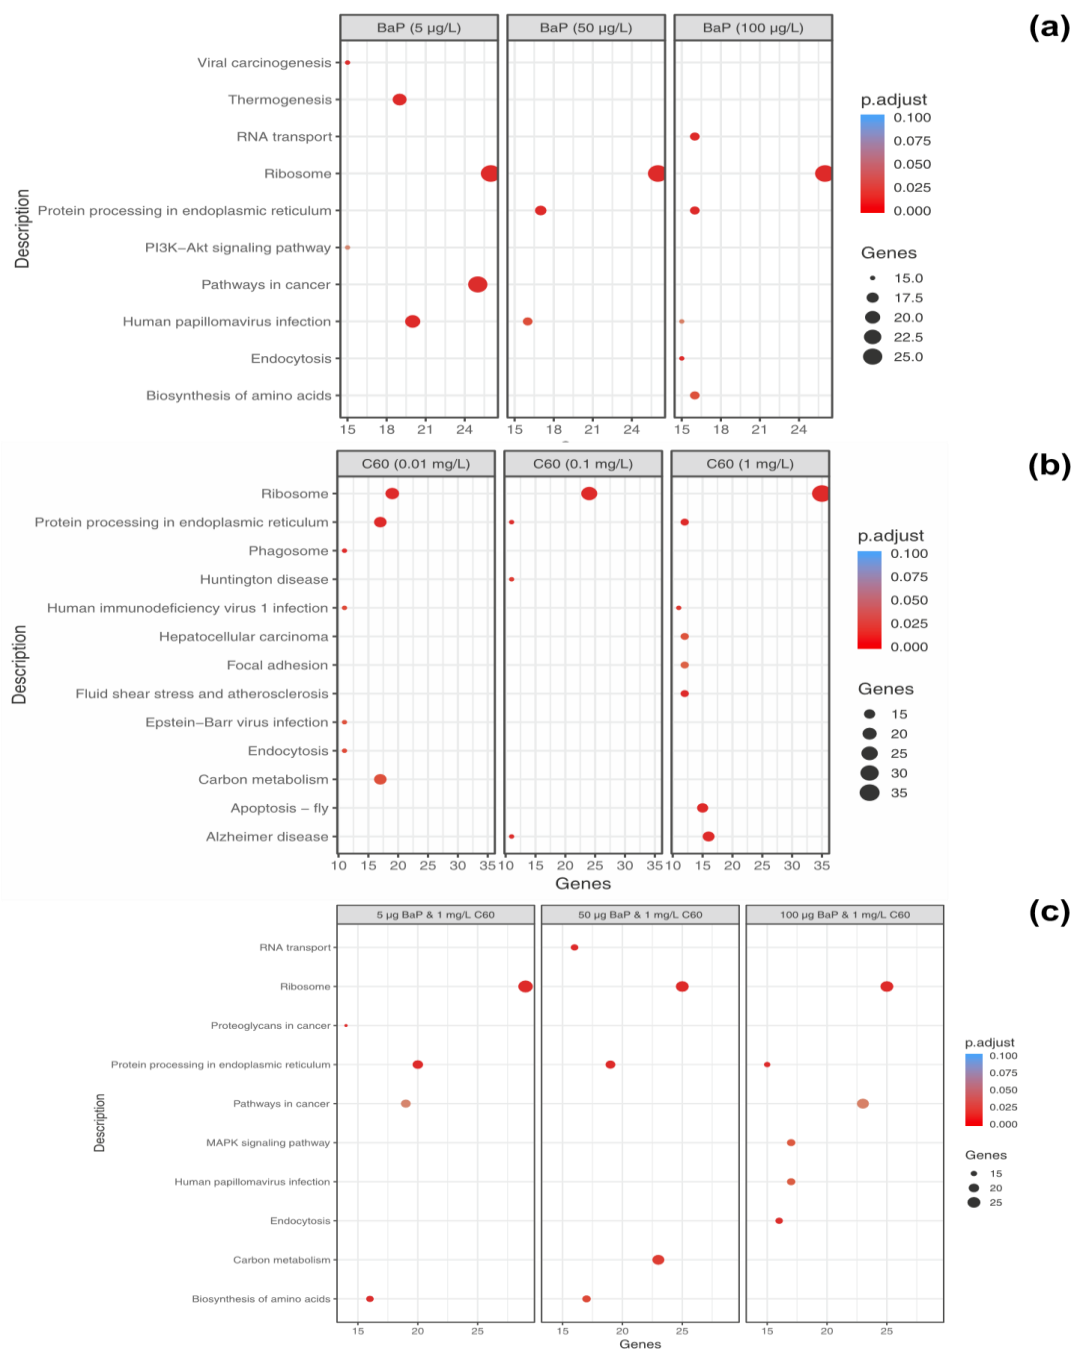 (a)
BaP (5 µg/L) BaP (50 µg/L) BaP (100 µg/L)
Viral carcinogenesis
Thermogenesis
RNA transport
Ribosome
Protein processing in endoplasmic reticulum
PI3K−Akt signaling pathway
Pathways in cancer
Human papillomavirus infection
Endocytosis
Biosynthesis of amino acids
Description
15 18 21 24 15 18 21 24 15 18 21 24
p.adjust
0.100
0.075
0.050
0.025
0.000
Genes
15.0
17.5
20.0
22.5
25.0
(b)
C60 (0.01 mg/L) C60 (0.1 mg/L) C60 (1 mg/L)
Ribosome
Protein processing in endoplasmic reticulum
Phagosome
Huntington disease
Human immunodeficiency virus 1 infection
Hepatocellular carcinoma
Focal adhesion
Fluid shear stress and atherosclerosis
Epstein−Barr virus infection
Endocytosis
Carbon metabolism
Apoptosis − fly
Alzheimer disease
Description
10 15 20 25 30 35 10 15 20 25 30 35 10 15 20 25 30 35
Genes
p.adjust
0.100
0.075
0.050
0.025
0.000
Genes
15
20
25
30
35
(c)
5 µg BaP & 1 mg/L C60 50 µg BaP & 1 mg/L C60 100 µg BaP & 1 mg/L C60
RNA transport
Ribosome
Proteoglycans in cancer
Protein processing in endoplasmic reticulum
Pathways in cancer
MAPK signaling pathway
Human papillomavirus infection
Endocytosis
Carbon metabolism
Biosynthesis of amino acids
Description
15 20 25 15 20 25 15 20 25
Genes
p.adjust
0.100
0.075
0.050
0.025
0.000
Genes
15
20
25